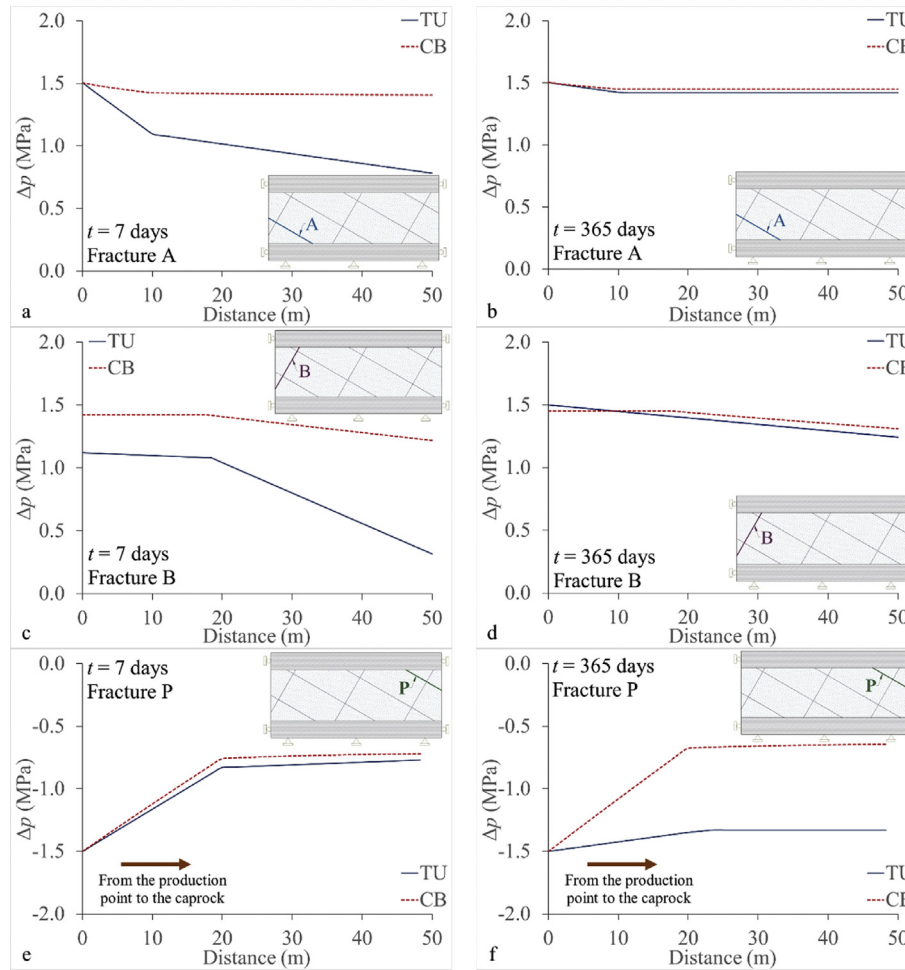 2.0
TU
CB
1.5
Δp (MPa)
1.0
0.5
A
t = 7 days
Fracture A
0.0
a
0 10 20 30 40 50
Distance (m)
2.0
TU
CB
1.5
Δp (MPa)
1.0
0.5
A
t = 365 days
Fracture A
0.0
b
0 10 20 30 40 50
Distance (m)
2.0
TU
CB
B
1.5
Δp (MPa)
1.0
0.5
t = 7 days
Fracture B
0.0
c
0 10 20 30 40 50
Distance (m)
2.0
TU
CB
1.5
Δp (MPa)
1.0
0.5
B
t = 365 days
Fracture B
0.0
d
0 10 20 30 40 50
Distance (m)
0.0
t = 7 days
Fracture P
P
-0.5
Δp (MPa)
-1.0
-1.5
From the production
point to the caprock
TU
CB
-2.0
e
0 10 20 30 40 50
Distance (m)
0.0
t = 365 days
Fracture P
P
-0.5
Δp (MPa)
-1.0
-1.5
From the production
point to the caprock
TU
CB
-2.0
f
0 10 20 30 40 50
Distance (m)